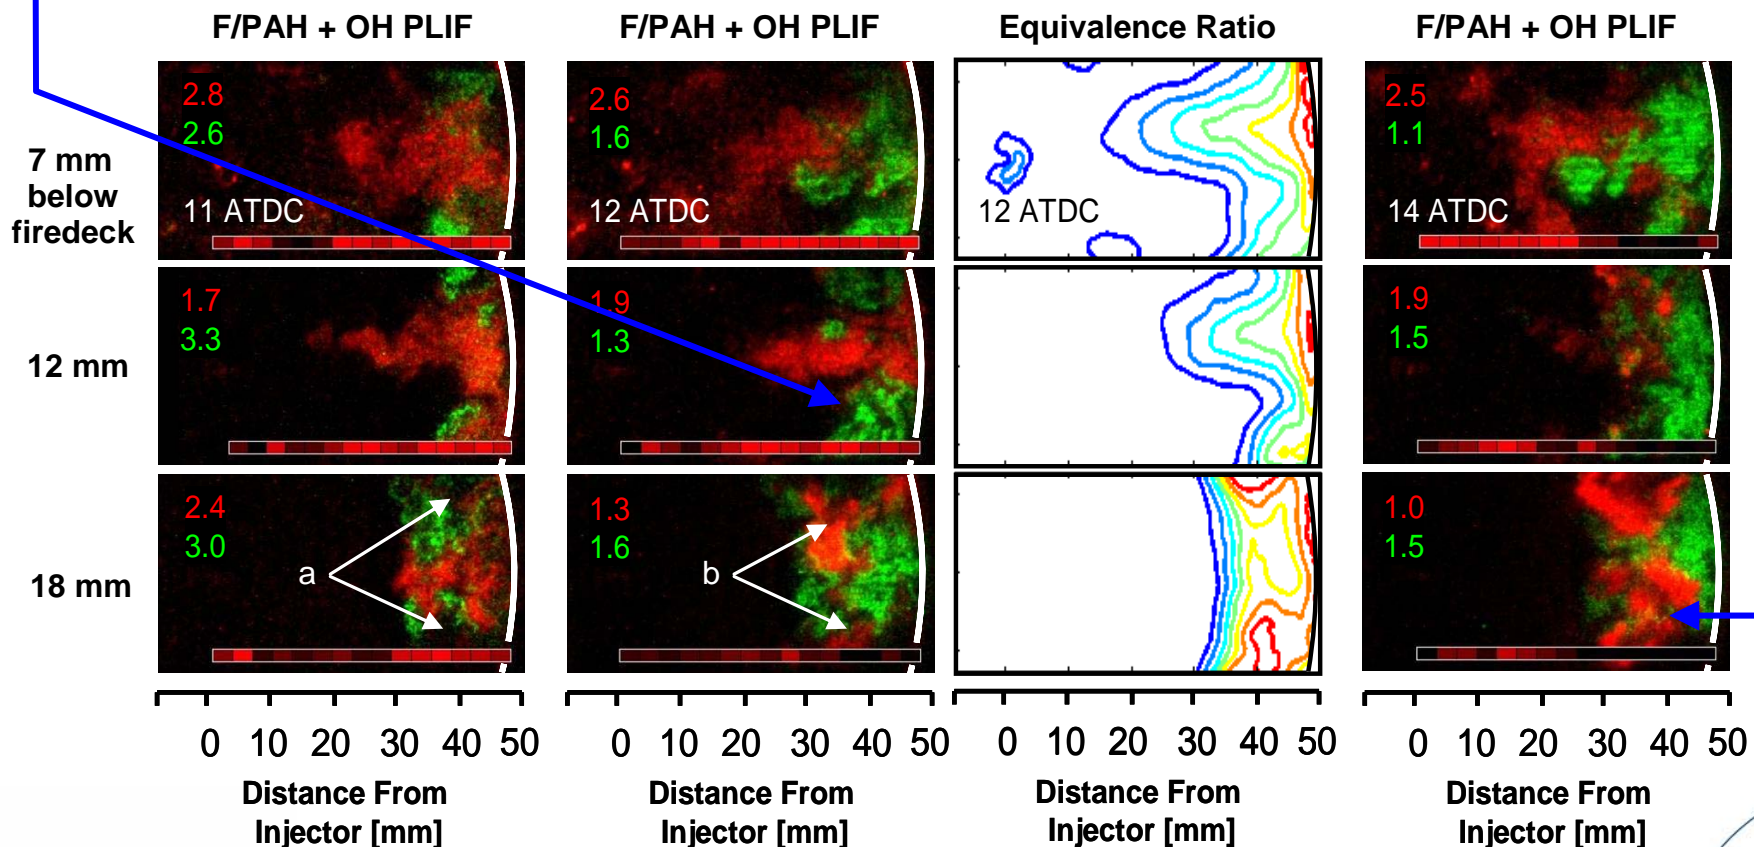 F/PAH + OH PLIF
F/PAH + OH PLIF
Equivalence Ratio
F/PAH + OH PLIF
7 mm
below
firedeck
2.8
2.6
11 ATDC
2.6
1.6
12 ATDC
12 ATDC
2.5
1.1
14 ATDC
12 mm
1.7
3.3
1.9
1.3
1.9
1.5
18 mm
2.4
3.0
a
1.3
1.6
b
1.0
1.5
0 10 20 30 40 50
0 10 20 30 40 50
0 10 20 30 40 50
0 10 20 30 40 50
Distance From
Injector [mm]
Distance From
Injector [mm]
Distance From
Injector [mm]
Distance From
Injector [mm]